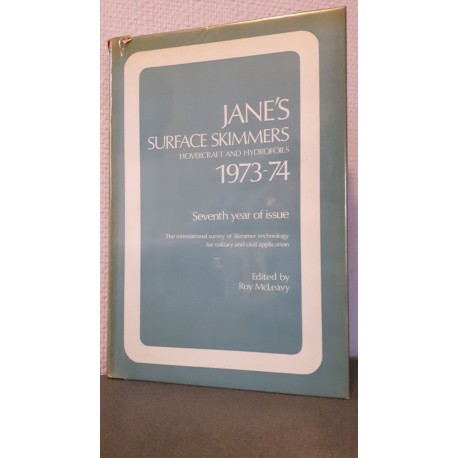 JANE'S
SURFACE SKIMMERS
HOVERCRAFT AND HYDROFOILS
1973-74
Seventh year of issue
The international survey of Skimmer technology
for military and civil application
Edited by
Roy McLeavy